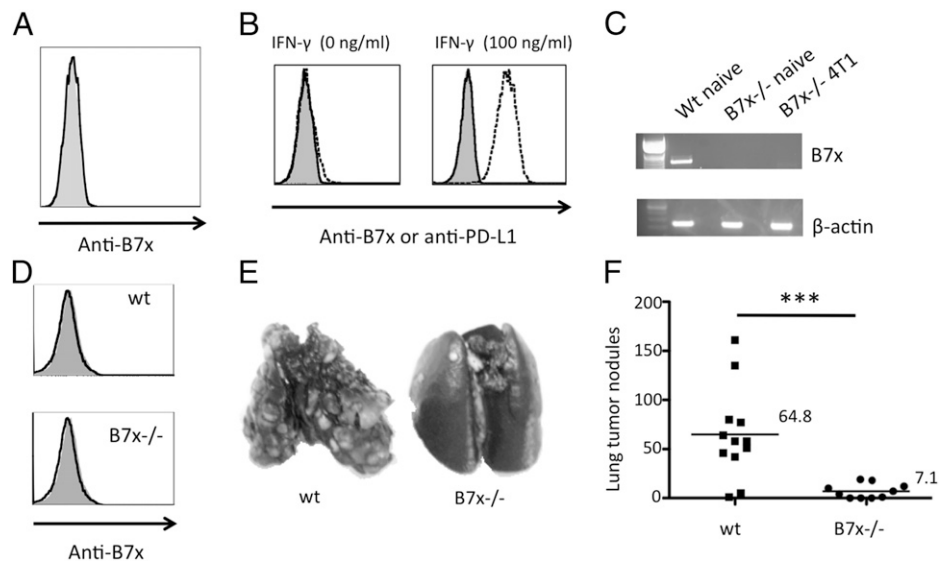 A
Anti-B7x
B
IFN-γ (0 ng/ml)
IFN-γ (100 ng/ml)
Anti-B7x or anti-PD-L1
C
Wt naive
B7x-/- naive
B7x-/- 4T1
B7x
β-actin
D
wt
B7x-/-
Anti-B7x
E
wt
B7x-/-
F
Lung tumor nodules
200
150
100
50
0
***
64.8
7.1
wt
B7x-/-